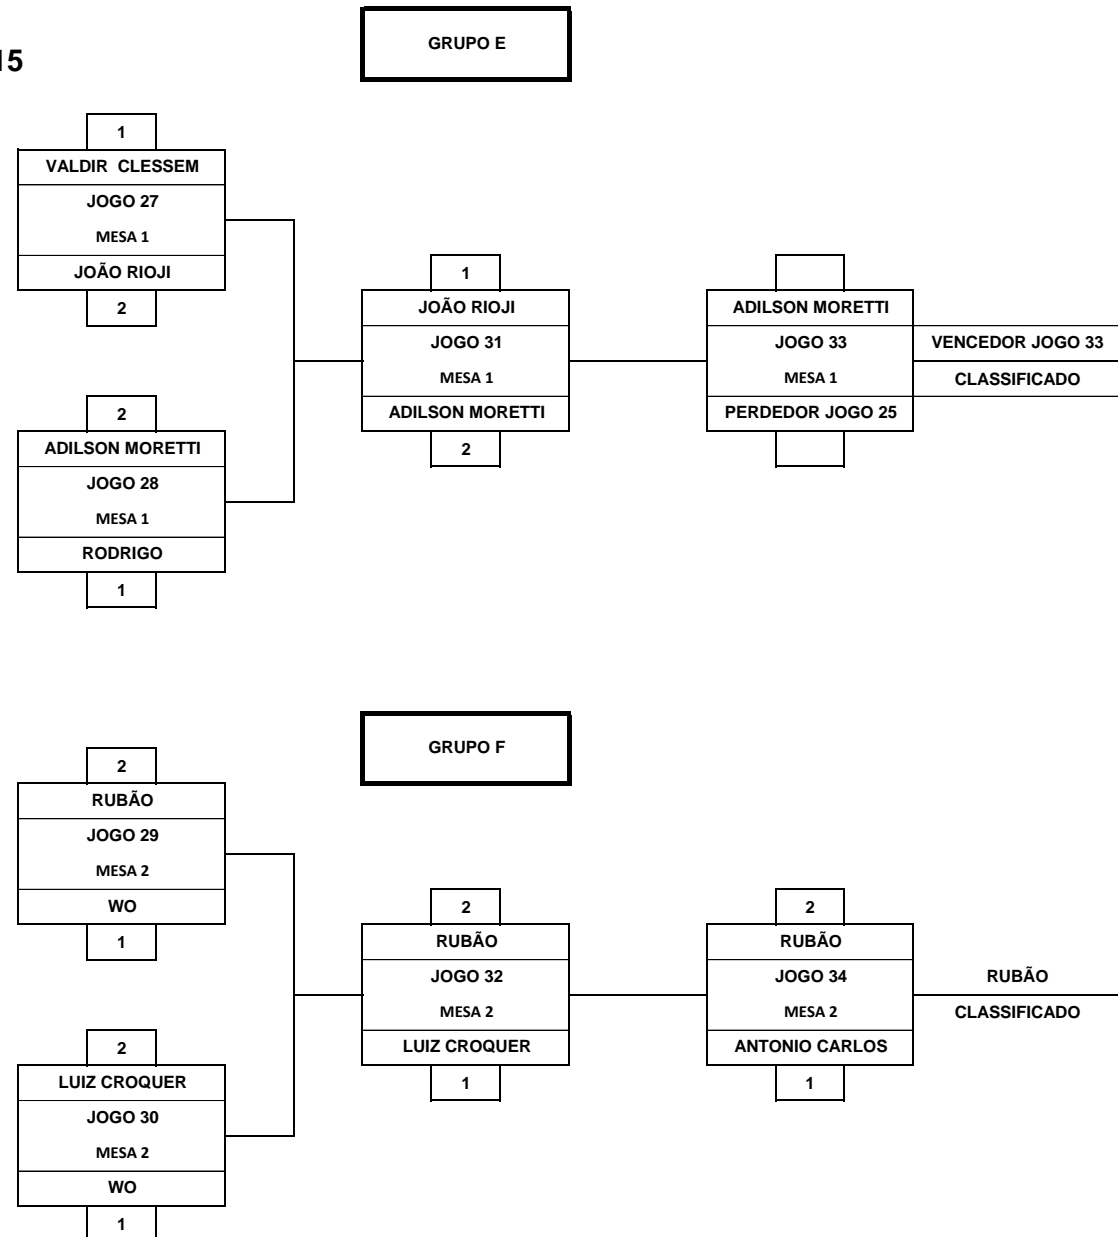 GRUPO E
15
1
VALDIR CLESSEM
JOGO 27
MESA 1
JOÃO RIOJI
2
2
ADILSON MORETTI
JOGO 28
MESA 1
RODRIGO
1
1
JOÃO RIOJI
JOGO 31
MESA 1
ADILSON MORETTI
2
ADILSON MORETTI
JOGO 33
MESA 1
PERDEDOR JOGO 25
VENCEDOR JOGO 33
CLASSIFICADO
GRUPO F
2
RUBÃO
JOGO 29
MESA 2
WO
1
2
LUIZ CROQUER
JOGO 30
MESA 2
WO
1
2
RUBÃO
JOGO 32
MESA 2
LUIZ CROQUER
1
2
RUBÃO
JOGO 34
MESA 2
ANTONIO CARLOS
1
RUBÃO
CLASSIFICADO